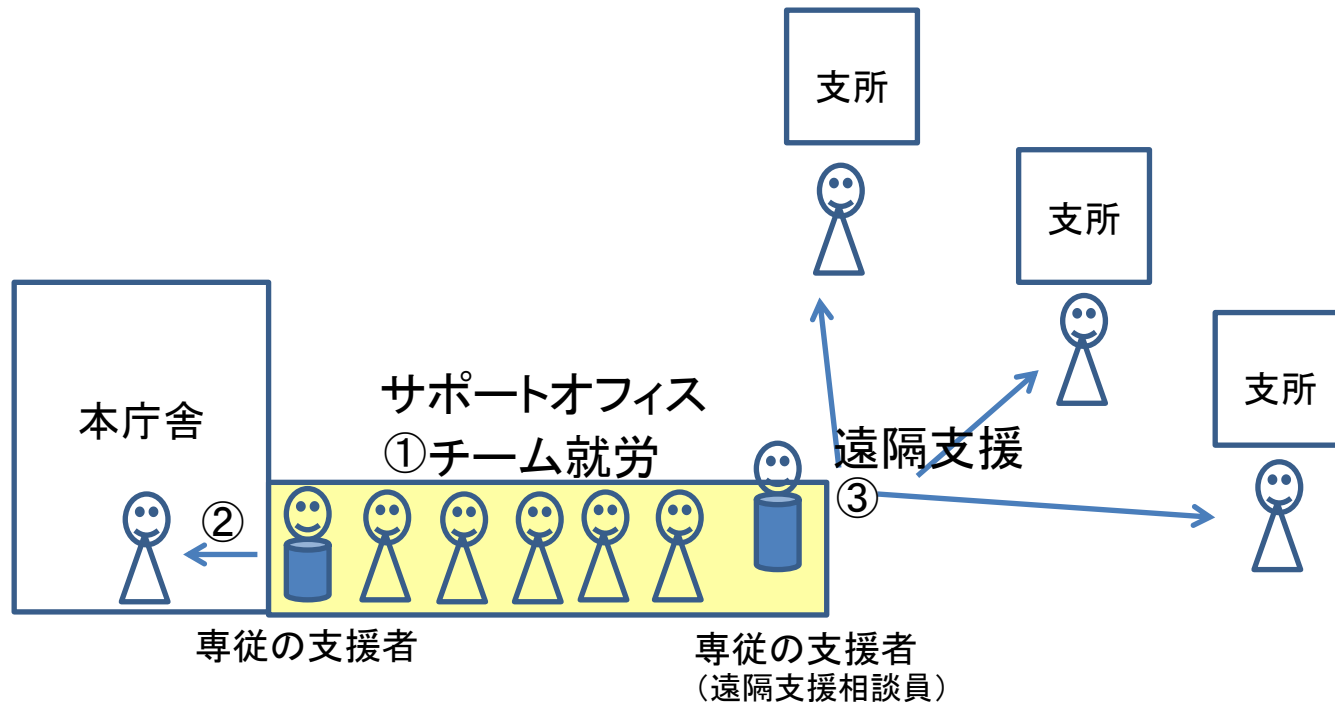 支所
支所
支所
本庁舎
サポートオフィス
①チーム就労
遠隔支援
③
②
専従の支援者
専従の支援者
（遠隔支援相談員）